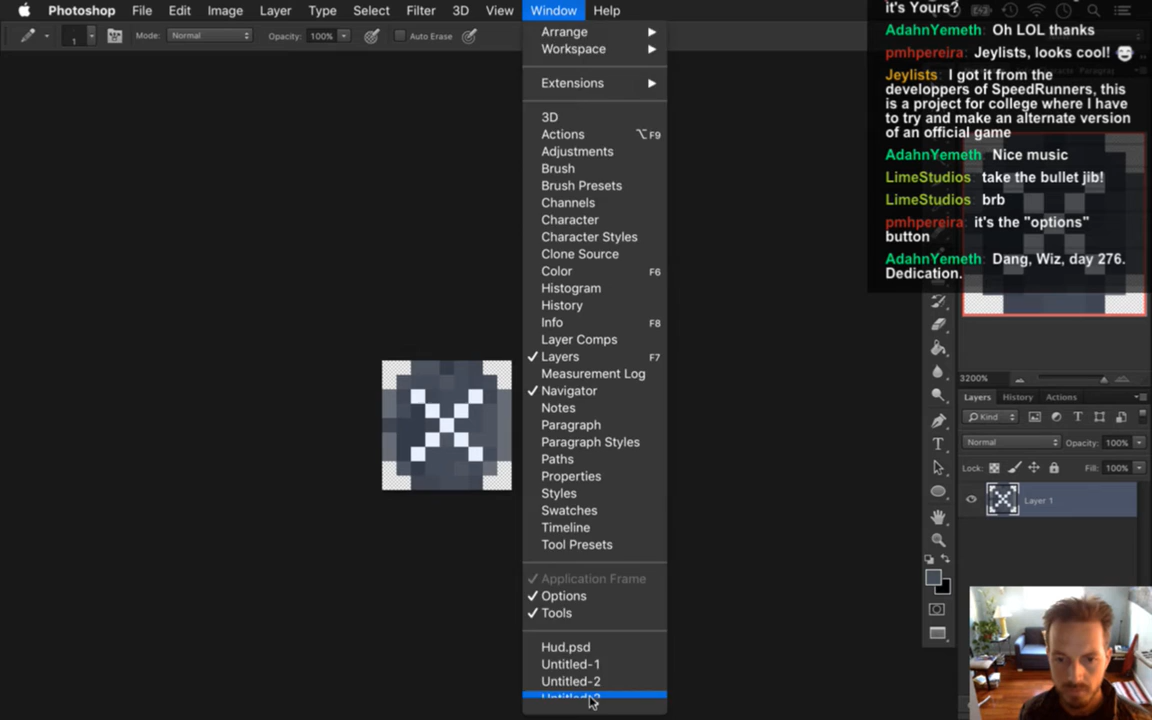 Photoshop File Edit Image Layer Type Select Filter 3D View Window Help
1 Mode: Normal Opacity: 100% Auto Erase
Arrange
Workspace
Extensions
3D
Actions ⌥F9
Adjustments
Brush
Brush Presets
Channels
Character
Character Styles
Clone Source
Color F6
Histogram
History
Info F8
Layer Comps
✓ Layers F7
Measurement Log
✓ Navigator
Notes
Paragraph
Paragraph Styles
Paths
Properties
Styles
Swatches
Timeline
Tool Presets
✓ Application Frame
✓ Options
✓ Tools
Hud.psd
Untitled-1
Untitled-2
it's Yours?
AdahnYemeth: Oh LOL thanks
pmhpereira: Jeylists, looks cool!
Jeylists: I got it from the
developpers of SpeedRunners, this
is a project for college where I have
to try and make an alternate version
of an official game
AdahnYemeth: Nice music
LimeStudios: take the bullet jib!
LimeStudios: brb
pmhpereira: it's the "options"
button
AdahnYemeth: Dang, Wiz, day 276.
Dedication.
3200%
Layers History Actions
Kind
Normal Opacity: 100%
Lock: Fill: 100%
Layer 1